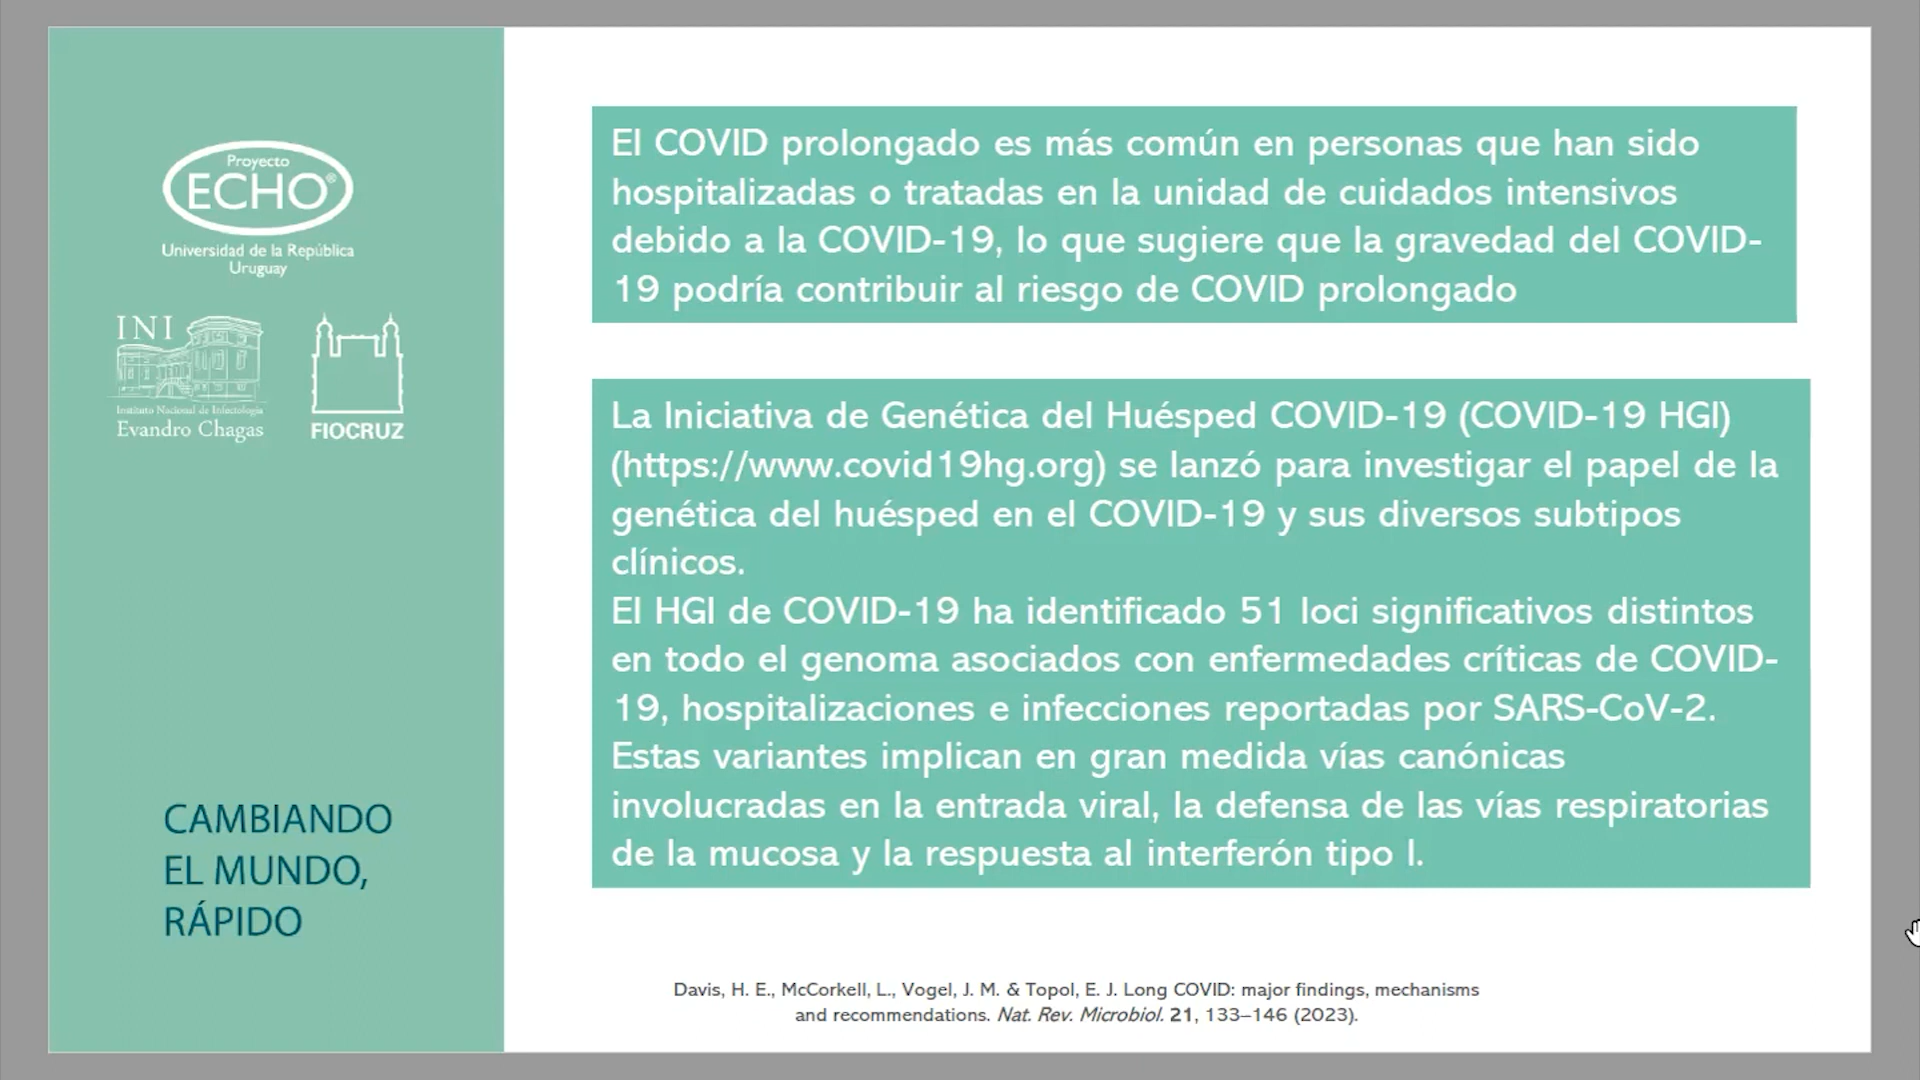 Proyecto
ECHO®
Universidad de la República
Uruguay
INI
Instituto Nacional de Infectología
Evandro Chagas
FIOCRUZ
CAMBIANDO
EL MUNDO,
RÁPIDO
El COVID prolongado es más común en personas que han sido
hospitalizadas o tratadas en la unidad de cuidados intensivos
debido a la COVID-19, lo que sugiere que la gravedad del COVID-
19 podría contribuir al riesgo de COVID prolongado
La Iniciativa de Genética del Huésped COVID-19 (COVID-19 HGI)
(https://www.covid19hg.org) se lanzó para investigar el papel de la
genética del huésped en el COVID-19 y sus diversos subtipos
clínicos.
El HGI de COVID-19 ha identificado 51 loci significativos distintos
en todo el genoma asociados con enfermedades críticas de COVID-
19, hospitalizaciones e infecciones reportadas por SARS-CoV-2.
Estas variantes implican en gran medida vías canónicas
involucradas en la entrada viral, la defensa de las vías respiratorias
de la mucosa y la respuesta al interferón tipo I.
Davis, H. E., McCorkell, L., Vogel, J. M. & Topol, E. J. Long COVID: major findings, mechanisms
and recommendations. Nat. Rev. Microbiol. 21, 133–146 (2023).